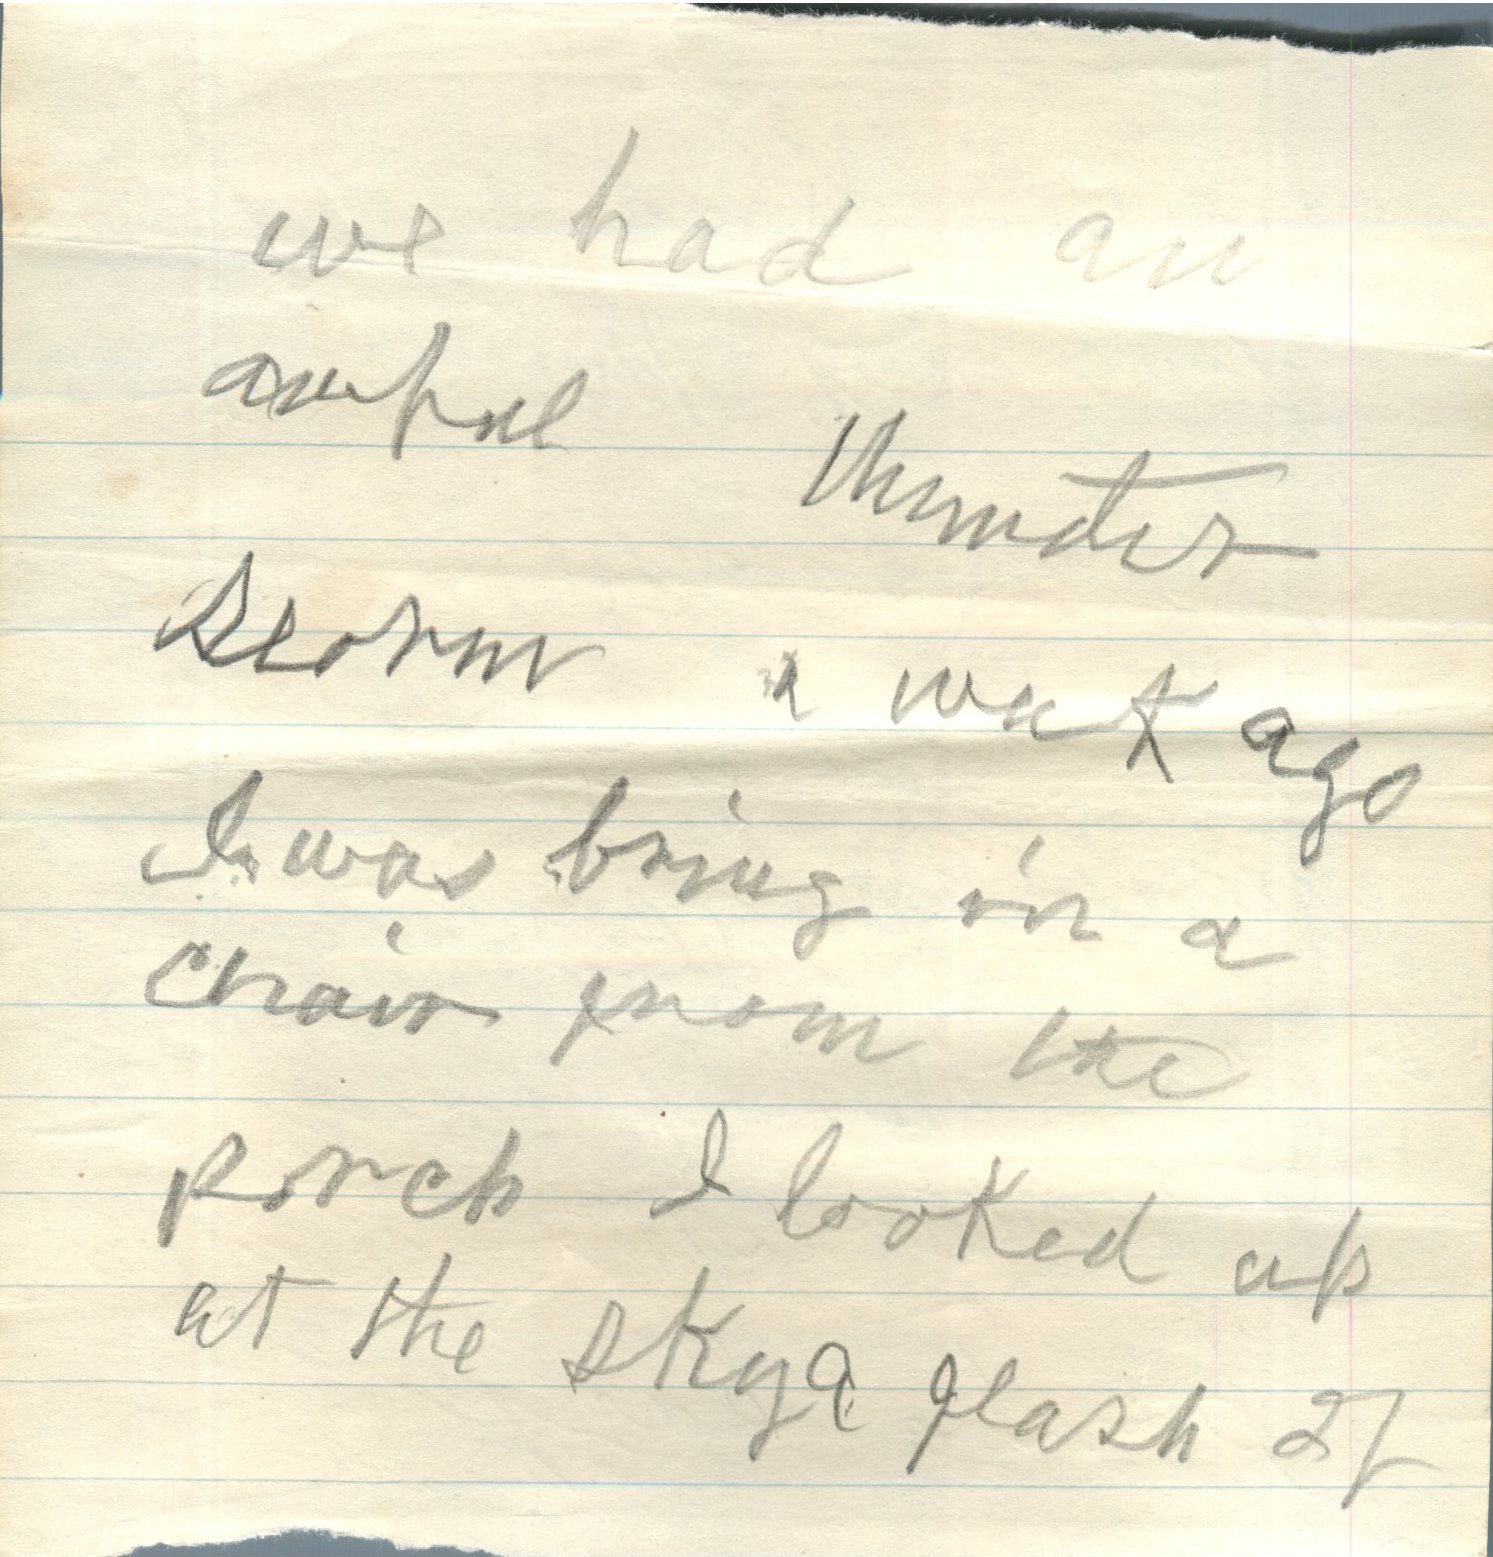 we had an
awful thunder
storm a week ago
I was bring in a
chair from the
porch I looked up
at the sky a flash of